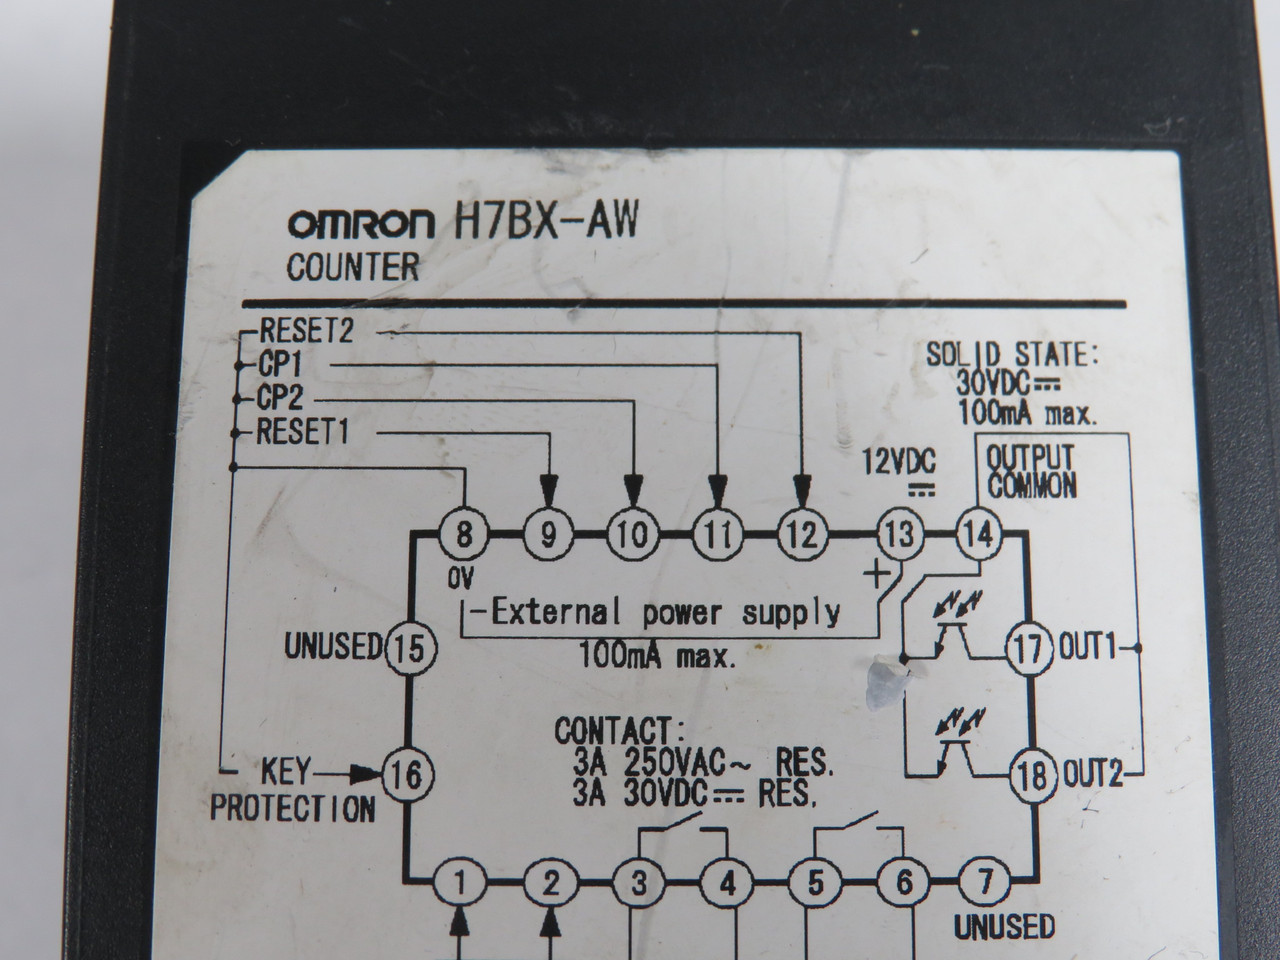 OMRON H7BX-AW
COUNTER
RESET2
CP1
CP2
RESET1
SOLID STATE:
30VDC⎓
100mA max.
12VDC
⎓
OUTPUT
COMMON
8 9 10 11 12 13 14
0V
+
-External power supply
100mA max.
UNUSED 15
17 OUT1
CONTACT:
3A 250VAC~ RES.
3A 30VDC⎓ RES.
KEY
PROTECTION
16
18 OUT2
1 2 3 4 5 6 7
UNUSED